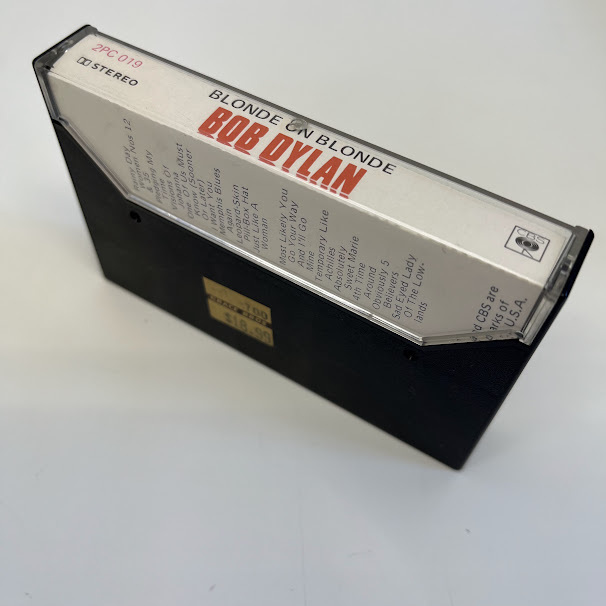 2PC 019
STEREO
BLONDE ON BLONDE
BOB DYLAN
CBS
Rainy Day
Women Nos 12
& 35
Pledging My
Time
Visions Of
Johanna
One Of Us Must
Know (Sooner
Or Later)
I Want You
Memphis Blues
Again
Leopard-Skin
Pill-Box Hat
Just Like A
Woman
Most Likely You
Go Your Way
And I'll Go
Mine
Temporary Like
Achilles
Absolutely
Sweet Marie
4th Time
Around
Obviously 5
Believers
Sad Eyed Lady
Of The Low-
lands
d CBS are
arks of
U.S.A.
$18.99